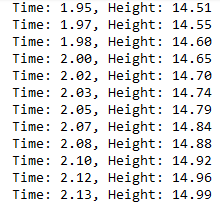 Time: 1.95, Height: 14.51
Time: 1.97, Height: 14.55
Time: 1.98, Height: 14.60
Time: 2.00, Height: 14.65
Time: 2.02, Height: 14.70
Time: 2.03, Height: 14.74
Time: 2.05, Height: 14.79
Time: 2.07, Height: 14.84
Time: 2.08, Height: 14.88
Time: 2.10, Height: 14.92
Time: 2.12, Height: 14.96
Time: 2.13, Height: 14.99